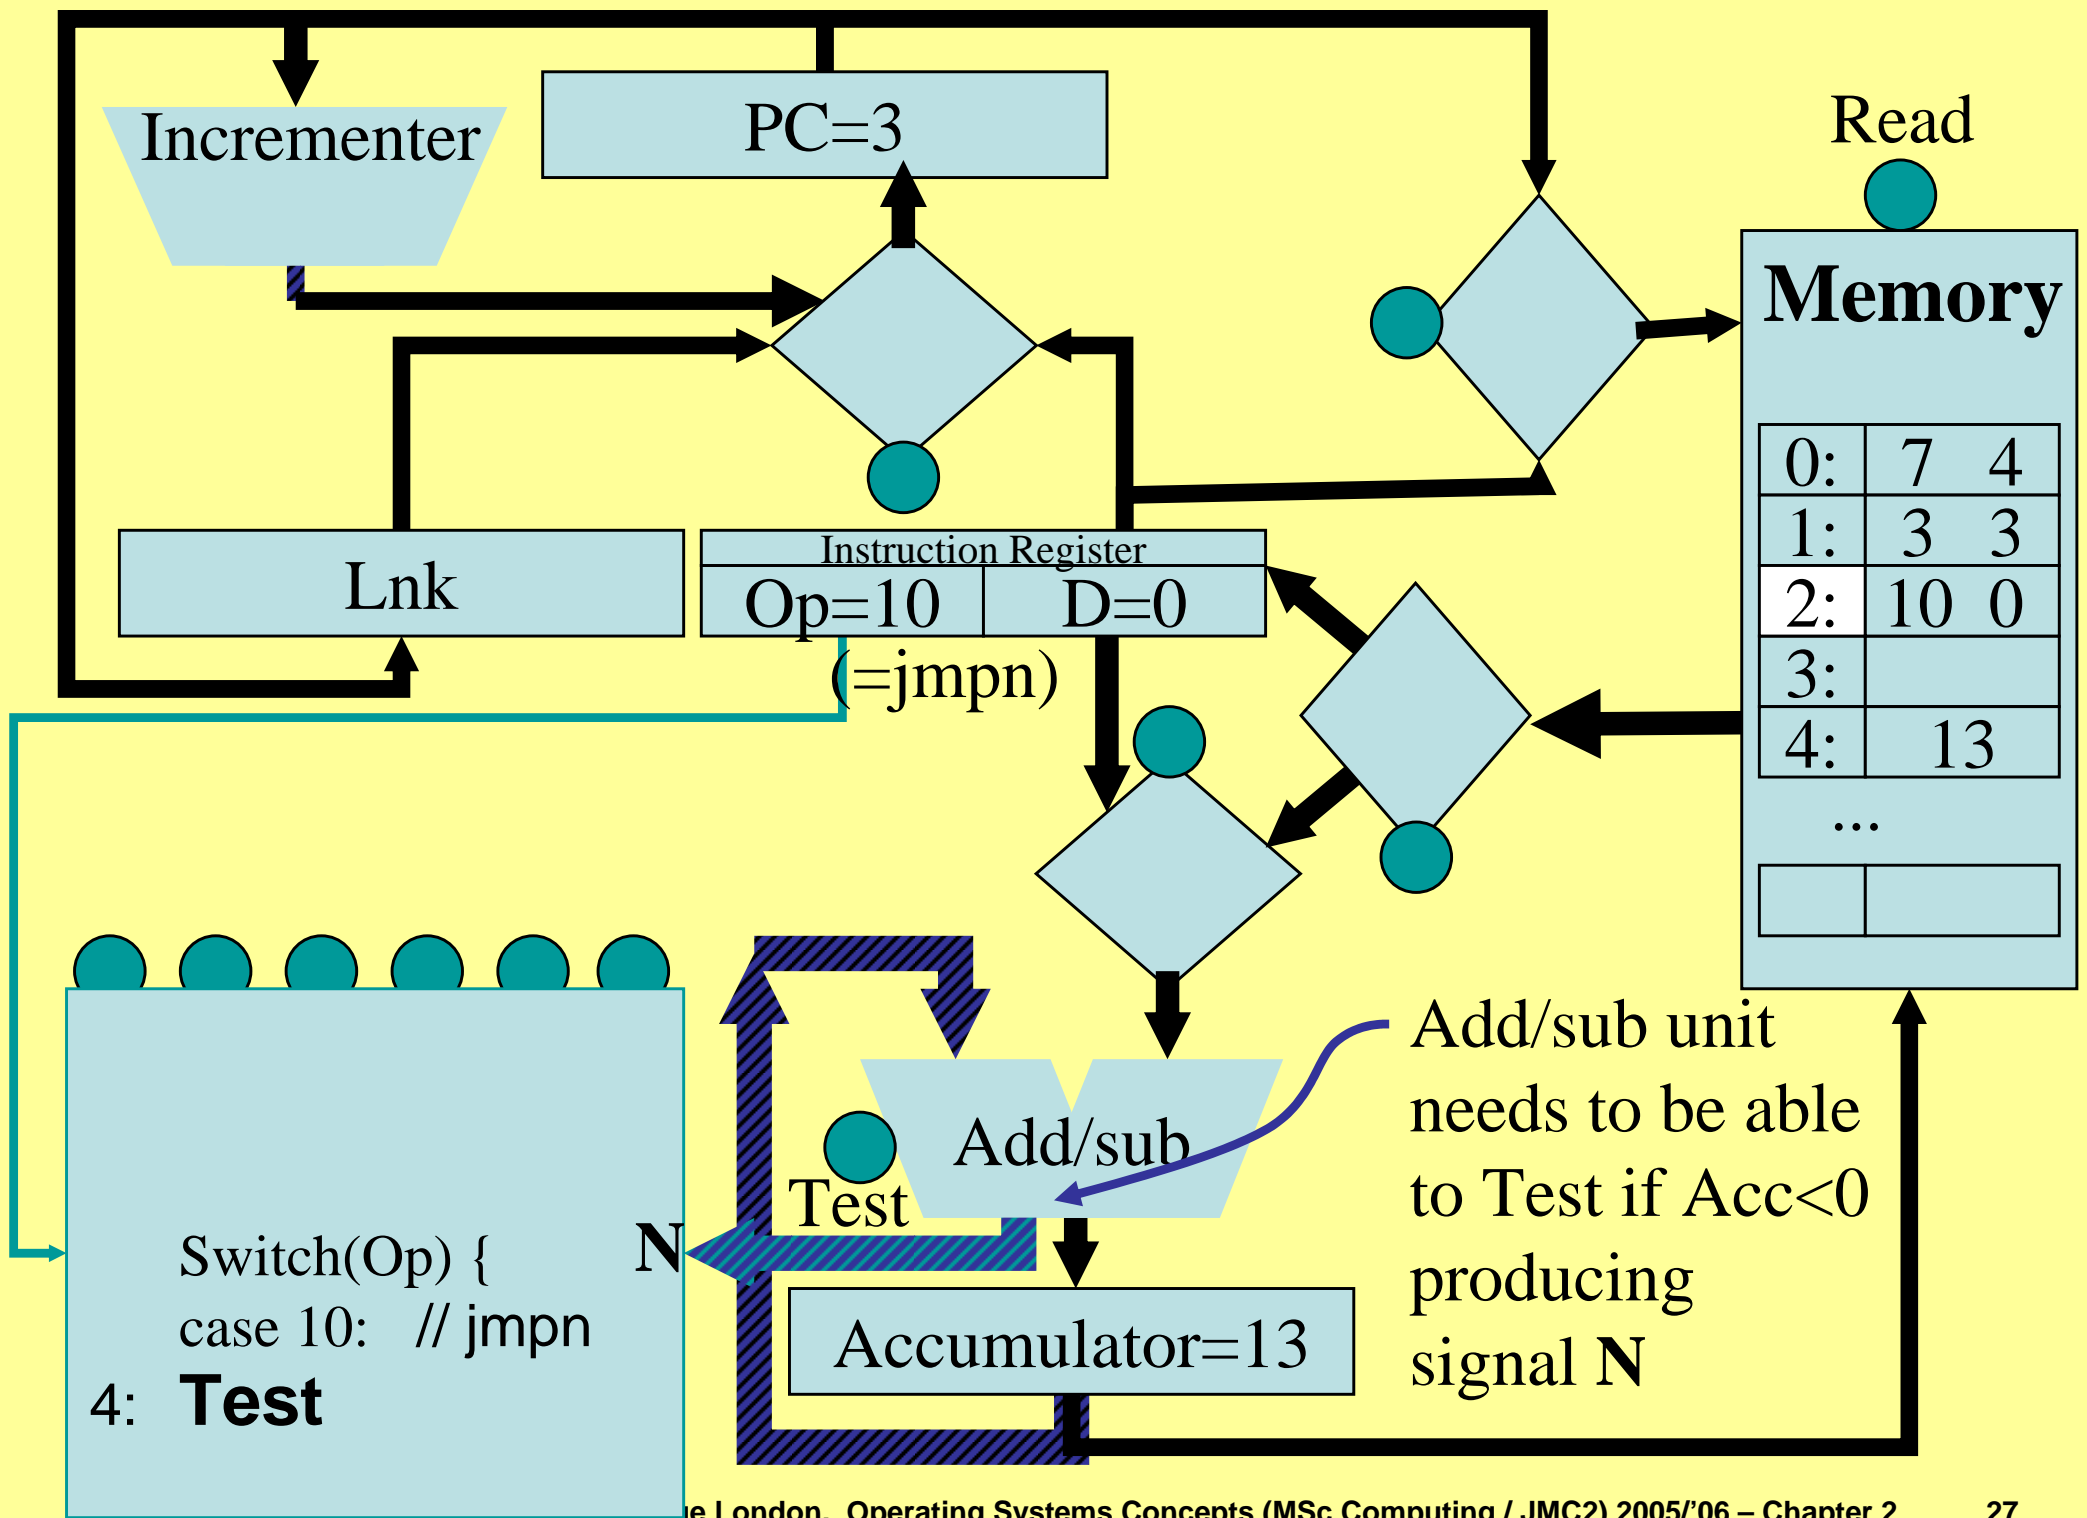 Incrementer
PC=3
Read
Memory
0: 7 4
1: 3 3
2: 10 0
3:
4: 13
...
Lnk
Instruction Register
Op=10 D=0
(=jmpn)
Add/sub
Test
N
Switch(Op) {
case 10: // jmpn
4: Test
Accumulator=13
Add/sub unit
needs to be able
to Test if Acc<0
producing
signal N
London. Operating Systems Concepts (MSc Computing / JMC2) 2005/'06 – Chapter 2 27